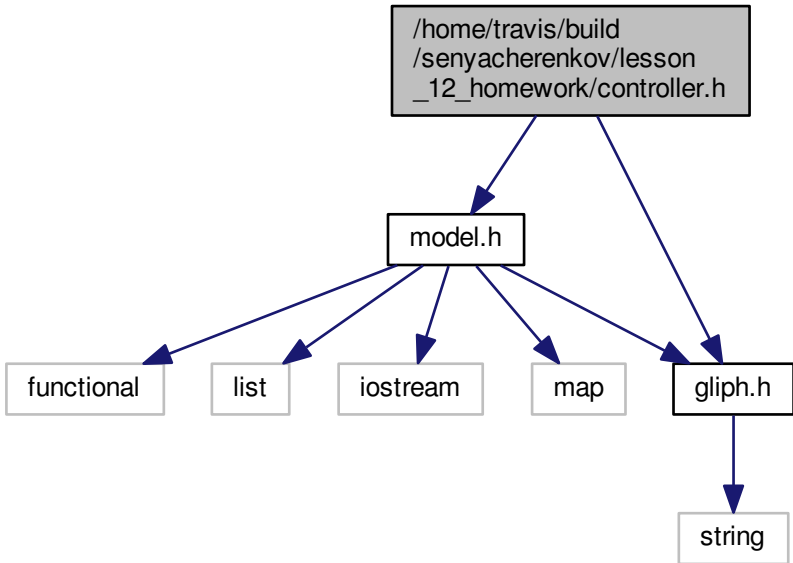 /home/travis/build
/senyacherenkov/lesson
_12_homework/controller.h
model.h
functional
list
iostream
map
gliph.h
string